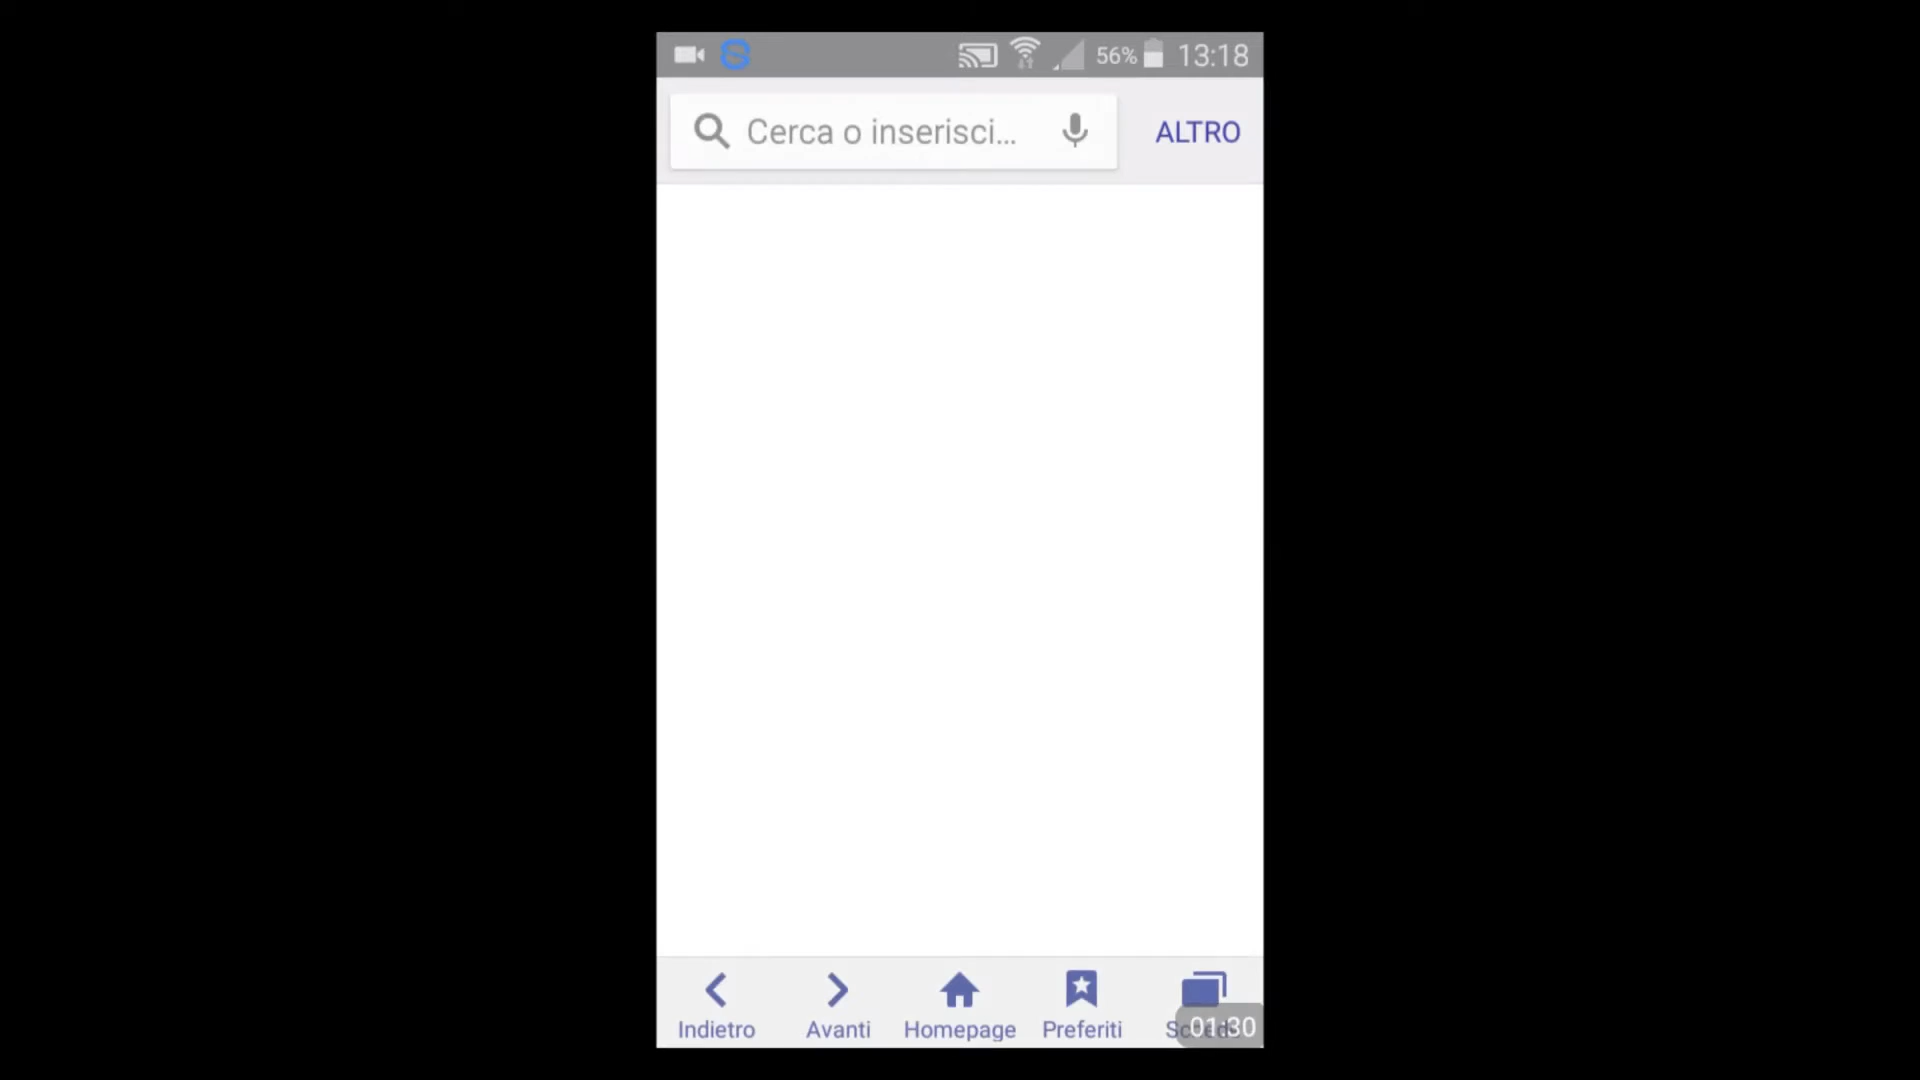 56% 13:18
Cerca o inserisci... ALTRO
Indietro Avanti Homepage Preferiti
01:30